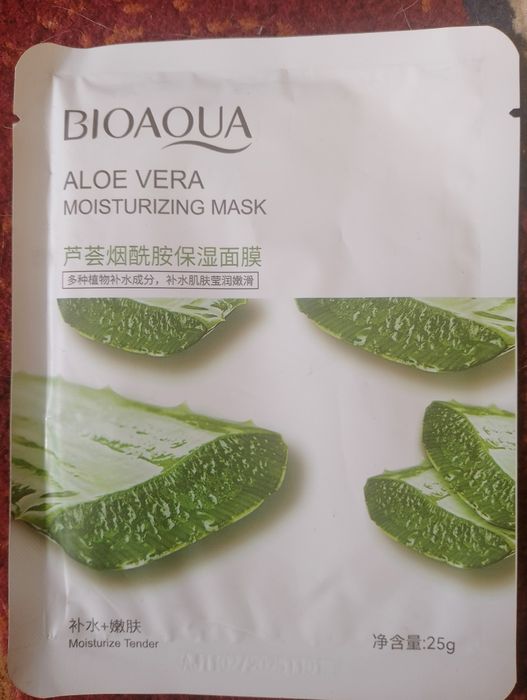 BIOAQUA
ALOE VERA
MOISTURIZING MASK
芦荟烟酰胺保湿面膜
多种植物补水成分，补水肌肤莹润嫩滑
补水+嫩肤
Moisturize Tender
净含量:25g